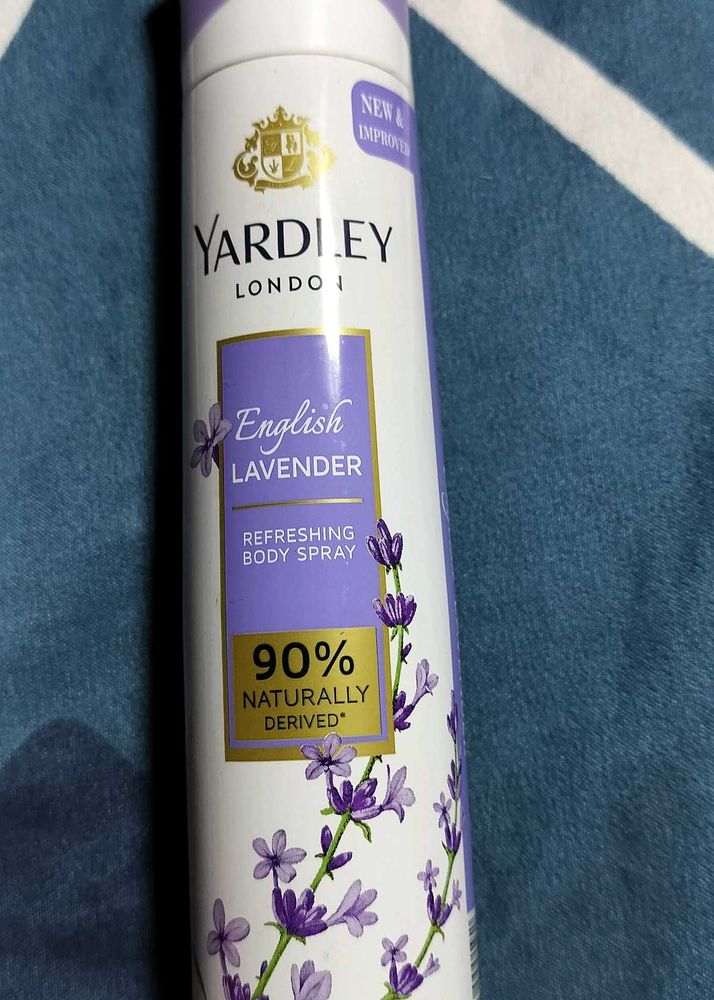 NEW &
IMPROVED
YARDLEY
LONDON
English
LAVENDER
REFRESHING
BODY SPRAY
90%
NATURALLY
DERIVED*